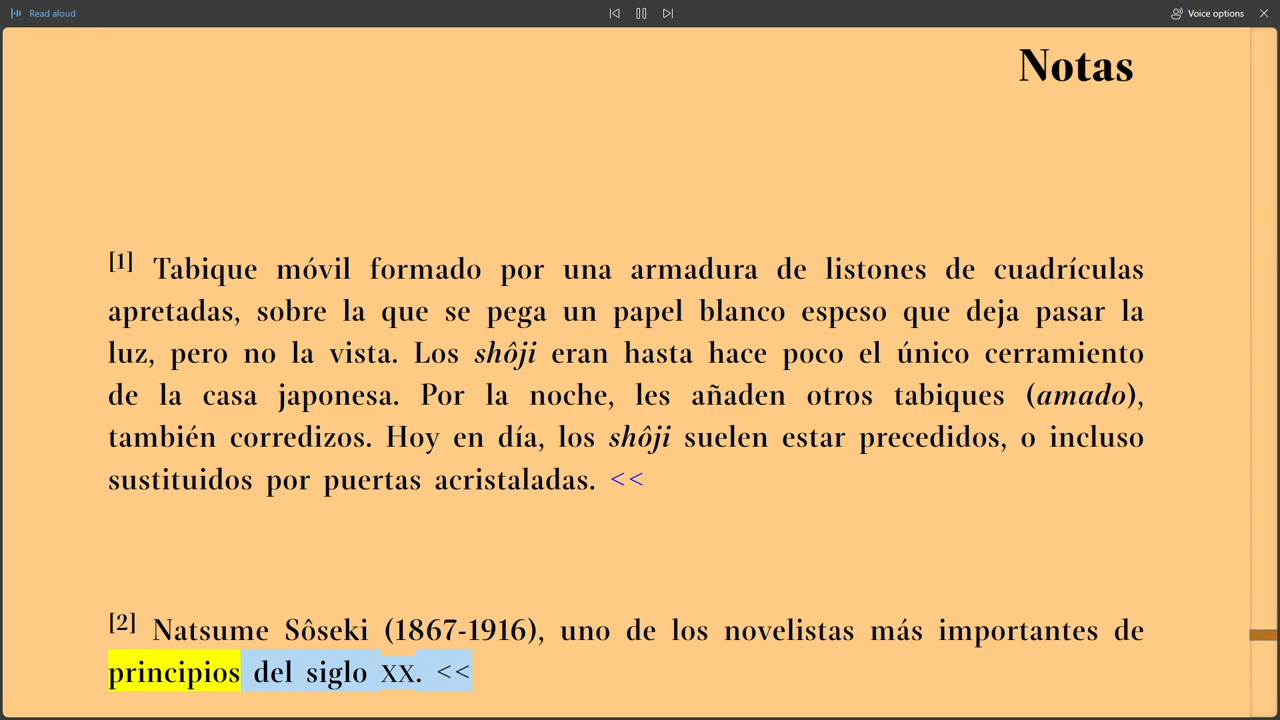 Read aloud
Voice options
Notas
[1] Tabique móvil formado por una armadura de listones de cuadrículas
apretadas, sobre la que se pega un papel blanco espeso que deja pasar la
luz, pero no la vista. Los shôji eran hasta hace poco el único cerramiento
de la casa japonesa. Por la noche, les añaden otros tabiques (amado),
también corredizos. Hoy en día, los shôji suelen estar precedidos, o incluso
sustituidos por puertas acristaladas. <<
[2] Natsume Sôseki (1867-1916), uno de los novelistas más importantes de
principios del siglo XX. <<